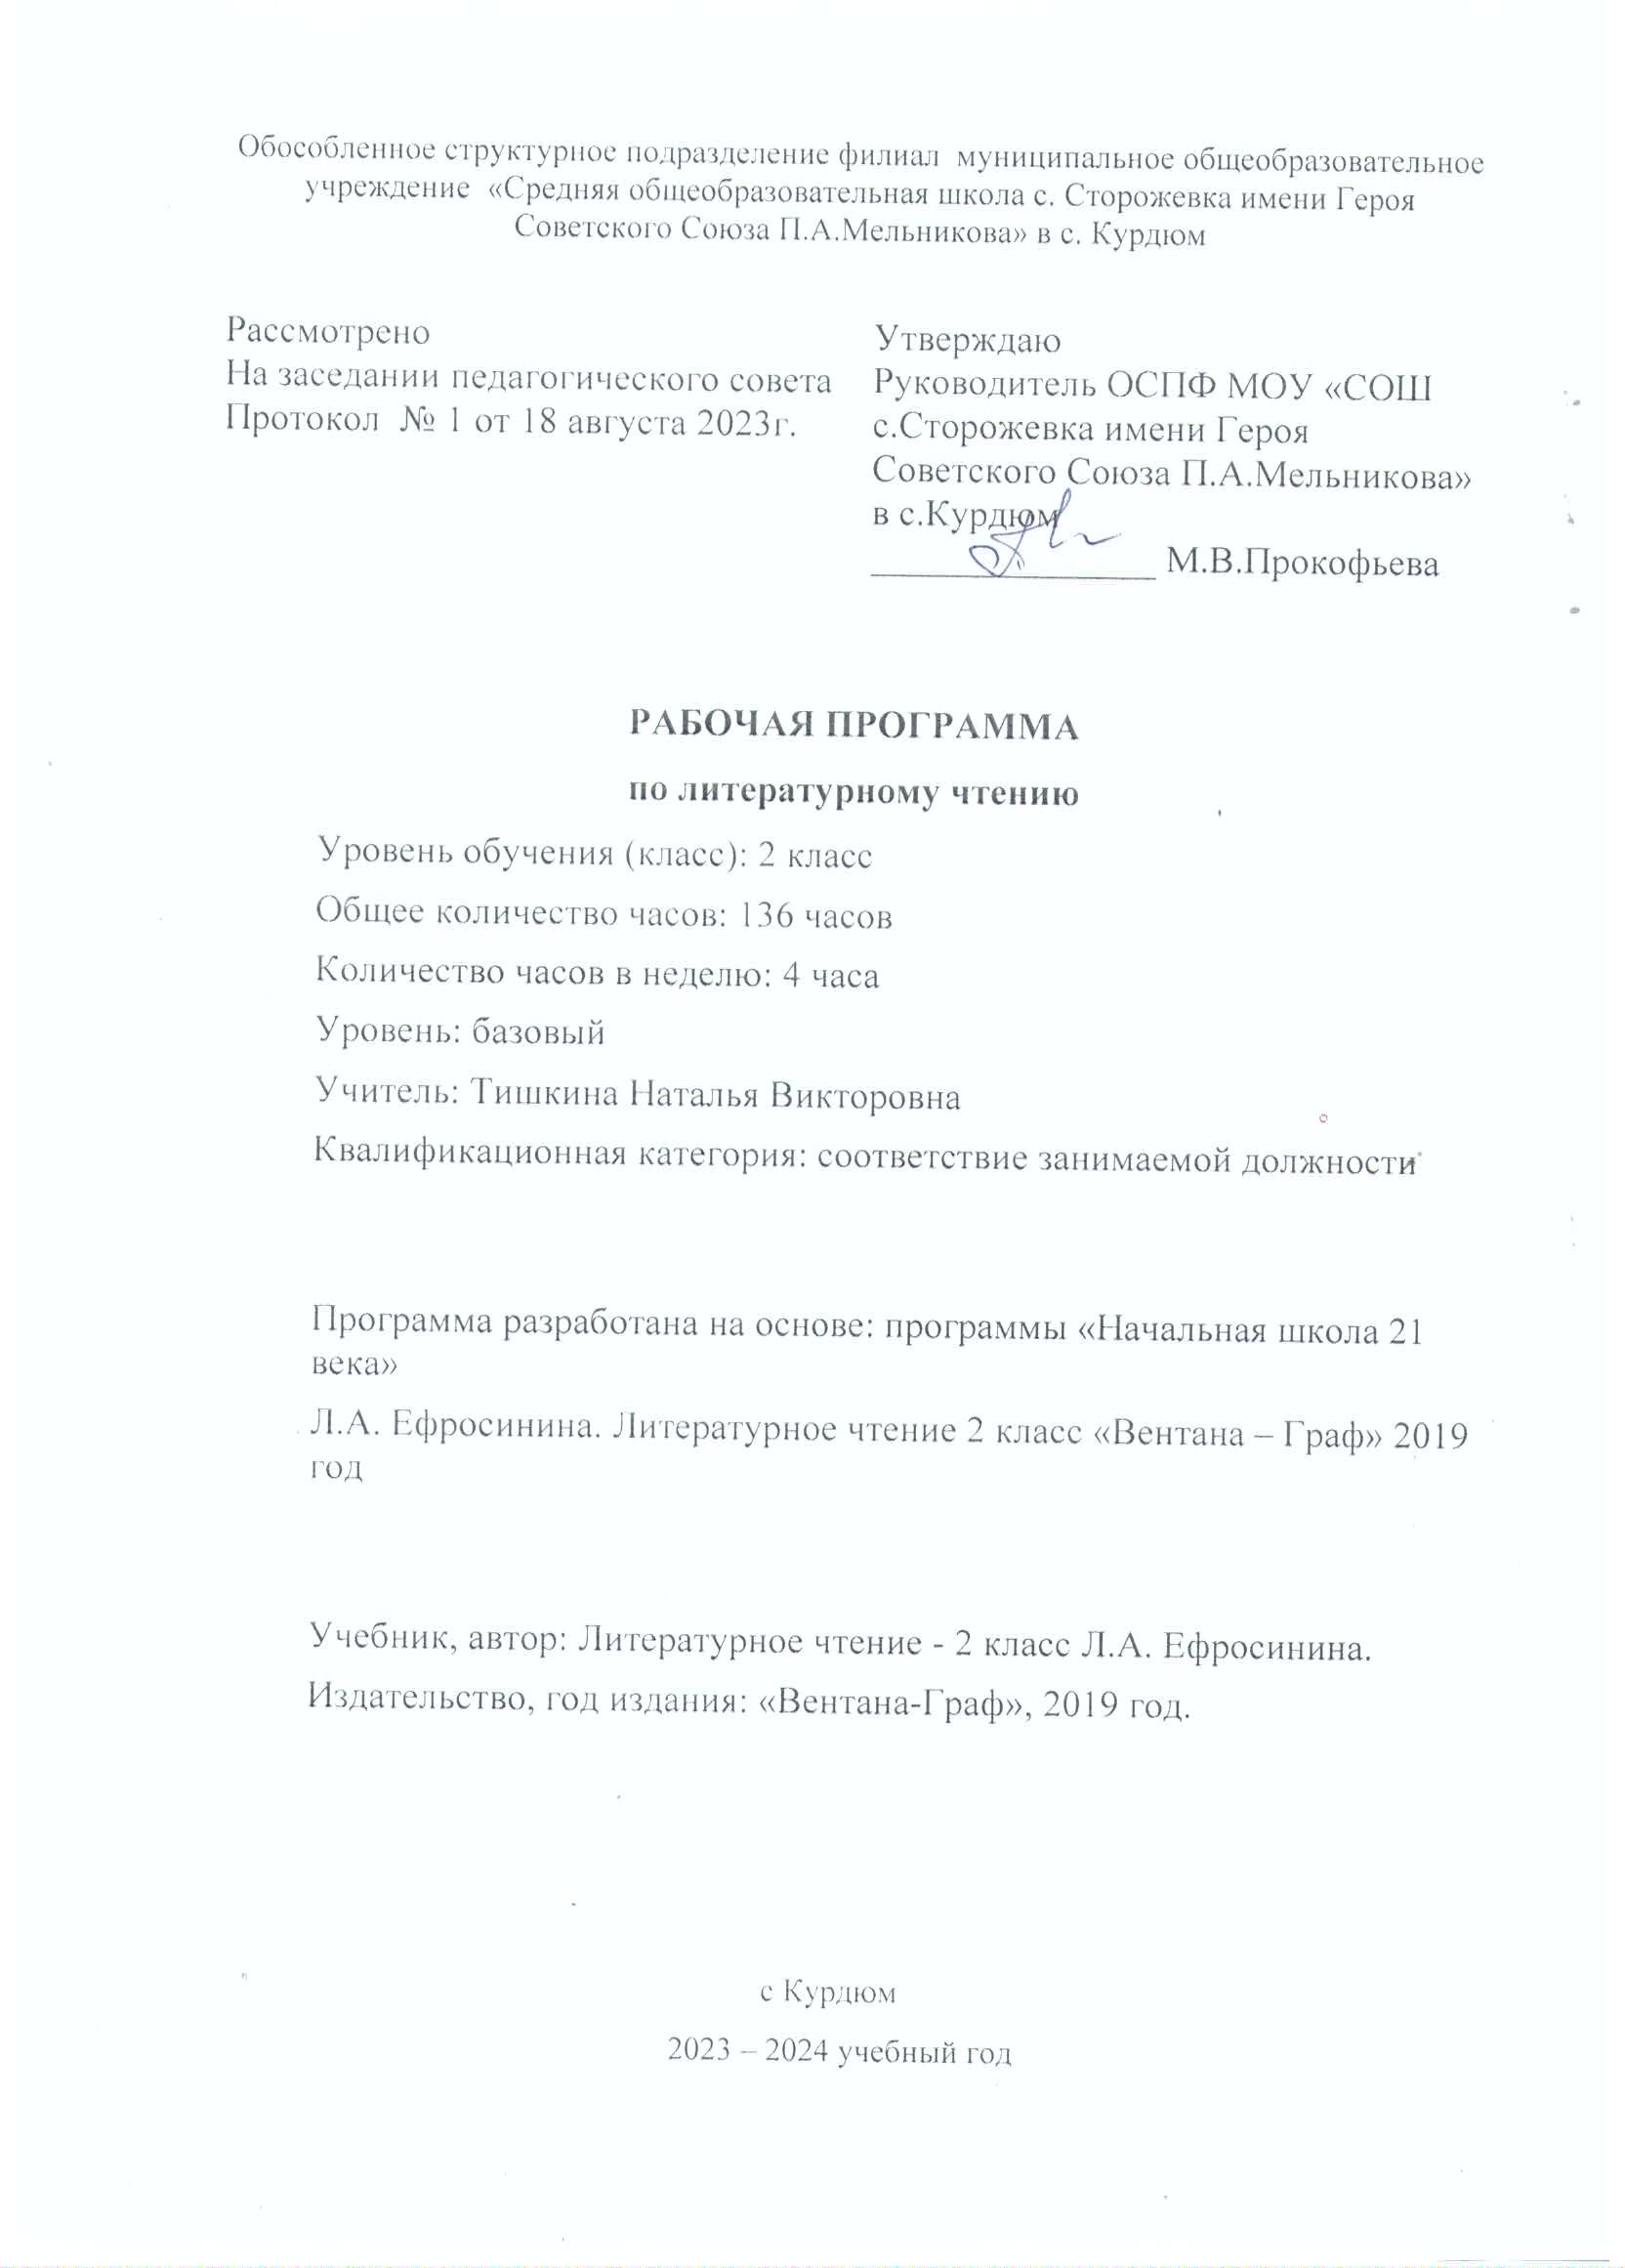 Обособленное структурное подразделение филиал муниципальное общеобразовательное
учреждение «Средняя общеобразовательная школа с. Сторожевка имени Героя
Советского Союза П.А.Мельникова» в с. Курдюм
Рассмотрено
На заседании педагогического совета
Протокол № 1 от 18 августа 2023г.
Утверждаю
Руководитель ОСПФ МОУ «СОШ
с.Сторожевка имени Героя
Советского Союза П.А.Мельникова»
в с.Курдюм
М.В.Прокофьева
РАБОЧАЯ ПРОГРАММА
по литературному чтению
Уровень обучения (класс): 2 класс
Общее количество часов: 136 часов
Количество часов в неделю: 4 часа
Уровень: базовый
Учитель: Тишкина Наталья Викторовна
Квалификационная категория: соответствие занимаемой должности
Программа разработана на основе: программы «Начальная школа 21
века»
Л.А. Ефросинина. Литературное чтение 2 класс «Вентана – Граф» 2019
год
Учебник, автор: Литературное чтение - 2 класс Л.А. Ефросинина.
Издательство, год издания: «Вентана-Граф», 2019 год.
с Курдюм
2023 – 2024 учебный год